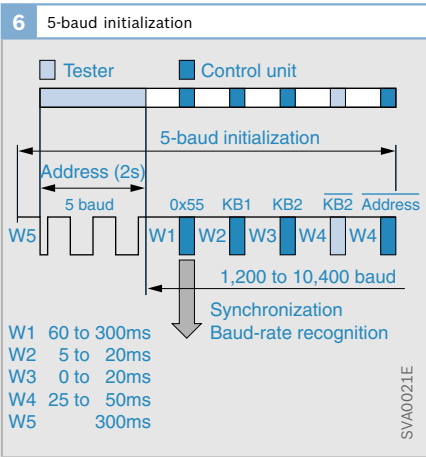 6 5-baud initialization
Tester Control unit
5-baud initialization
Address (2s)
5 baud 0x55 KB1 KB2 K̅B̅2̅ A̅d̅d̅r̅e̅s̅s̅
W5 W1 W2 W3 W4 W4
1,200 to 10,400 baud
Synchronization
Baud-rate recognition
W1 60 to 300ms
W2 5 to 20ms
W3 0 to 20ms
W4 25 to 50ms
W5 300ms
SVA0021E